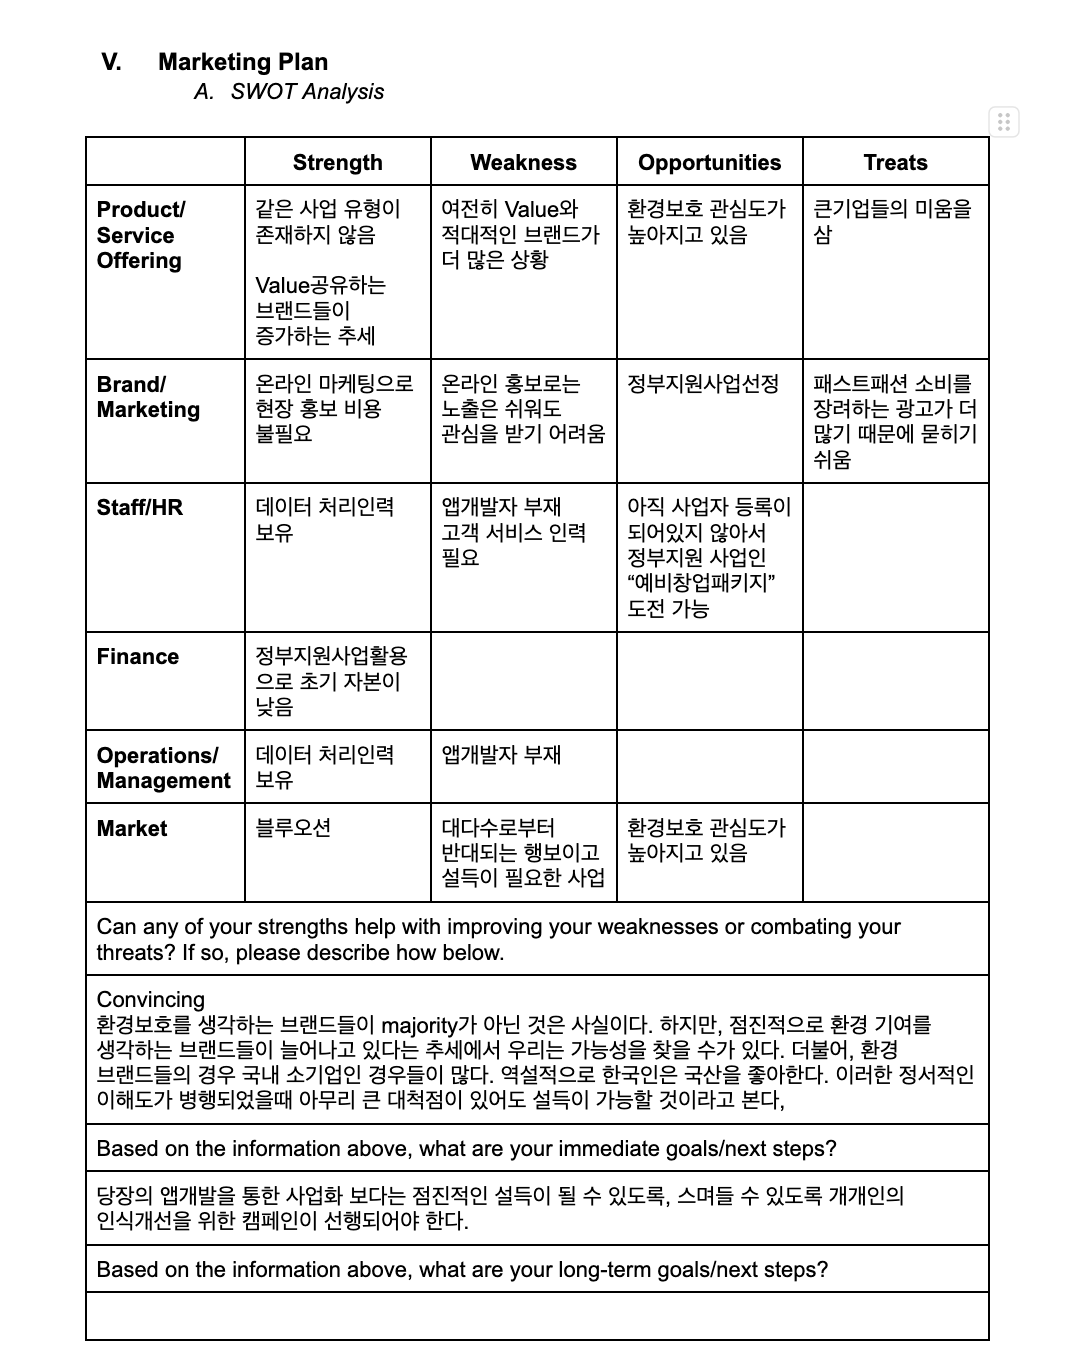 V. Marketing Plan
A. SWOT Analysis
Strength Weakness Opportunities Treats
Product/
Service
Offering
같은 사업 유형이
존재하지 않음
Value공유하는
브랜드들이
증가하는 추세
여전히 Value와
적대적인 브랜드가
더 많은 상황
환경보호 관심도가
높아지고 있음
큰기업들의 미움을
삼
Brand/
Marketing
온라인 마케팅으로
현장 홍보 비용
불필요
온라인 홍보로는
노출은 쉬워도
관심을 받기 어려움
정부지원사업선정
패스트패션 소비를
장려하는 광고가 더
많기 때문에 묻히기
쉬움
Staff/HR
데이터 처리인력
보유
앱개발자 부재
고객 서비스 인력
필요
아직 사업자 등록이
되어있지 않아서
정부지원 사업인
“예비창업패키지”
도전 가능
Finance
정부지원사업활용
으로 초기 자본이
낮음
Operations/
Management
데이터 처리인력
보유
앱개발자 부재
Market
블루오션
대다수로부터
반대되는 행보이고
설득이 필요한 사업
환경보호 관심도가
높아지고 있음
Can any of your strengths help with improving your weaknesses or combating your
threats? If so, please describe how below.
Convincing
환경보호를 생각하는 브랜드들이 majority가 아닌 것은 사실이다. 하지만, 점진적으로 환경 기여를
생각하는 브랜드들이 늘어나고 있다는 추세에서 우리는 가능성을 찾을 수가 있다. 더불어, 환경
브랜드들의 경우 국내 소기업인 경우들이 많다. 역설적으로 한국인은 국산을 좋아한다. 이러한 정서적인
이해도가 병행되었을때 아무리 큰 대척점이 있어도 설득이 가능할 것이라고 본다,
Based on the information above, what are your immediate goals/next steps?
당장의 앱개발을 통한 사업화 보다는 점진적인 설득이 될 수 있도록, 스며들 수 있도록 개개인의
인식개선을 위한 캠페인이 선행되어야 한다.
Based on the information above, what are your long-term goals/next steps?